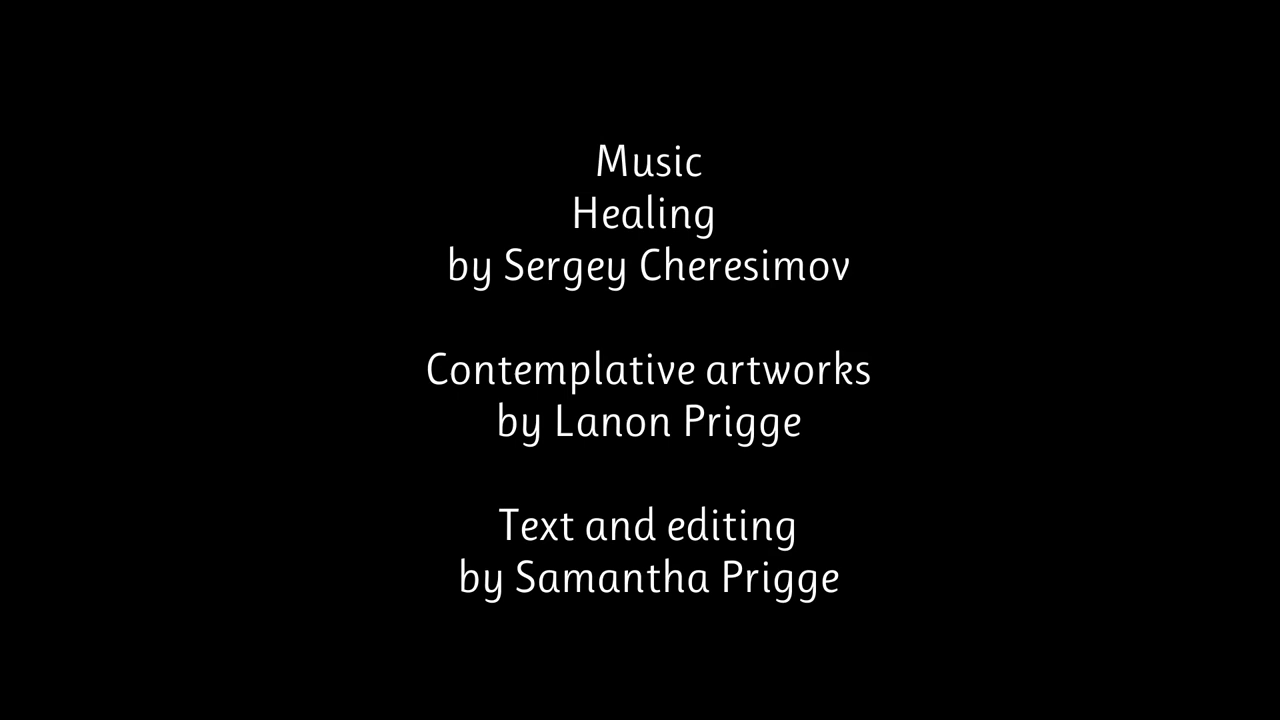 Music
Healing
by Sergey Cheresimov
Contemplative artworks
by Lanon Prigge
Text and editing
by Samantha Prigge